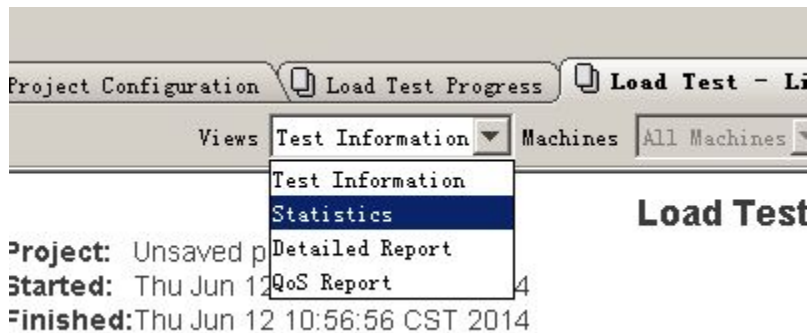 Project Configuration Load Test Progress Load Test - Li
Views Test Information Machines All Machines
Test Information
Statistics
Detailed Report
QoS Report
Load Test
Project: Unsaved p
Started: Thu Jun 12 4
Finished:Thu Jun 12 10:56:56 CST 2014